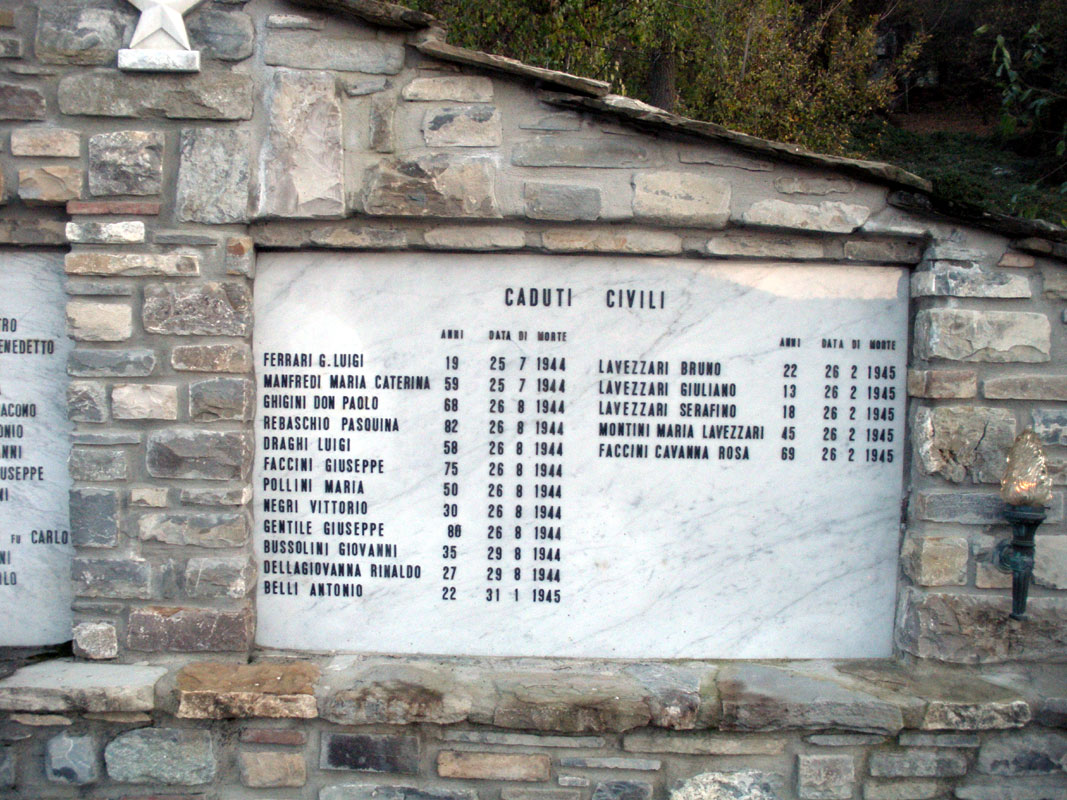 TRO
ENEDETTO
ACOMO
ONIO
ANNI
USEPPE
NI
FU CARLO
NI
OLO
CADUTI CIVILI
ANNI DATA DI MORTE
FERRARI G. LUIGI 19 25 7 1944
MANFREDI MARIA CATERINA 59 25 7 1944
GHIGINI DON PAOLO 68 26 8 1944
REBASCHIO PASQUINA 82 26 8 1944
DRAGHI LUIGI 58 26 8 1944
FACCINI GIUSEPPE 75 26 8 1944
POLLINI MARIA 50 26 8 1944
NEGRI VITTORIO 30 26 8 1944
GENTILE GIUSEPPE 26 8 1944
BUSSOLINI GIOVANNI 35 29 8 1944
DELLAGIOVANNA RINALDO 27 29 8 1944
BELLI ANTONIO 22 31 1 1945
ANNI DATA DI MORTE
LAVEZZARI BRUNO 22 26 2 1945
LAVEZZARI GIULIANO 13 26 2 1945
LAVEZZARI SERAFINO 18 26 2 1945
MONTINI MARIA LAVEZZARI 45 26 2 1945
FACCINI CAVANNA ROSA 69 26 2 1945